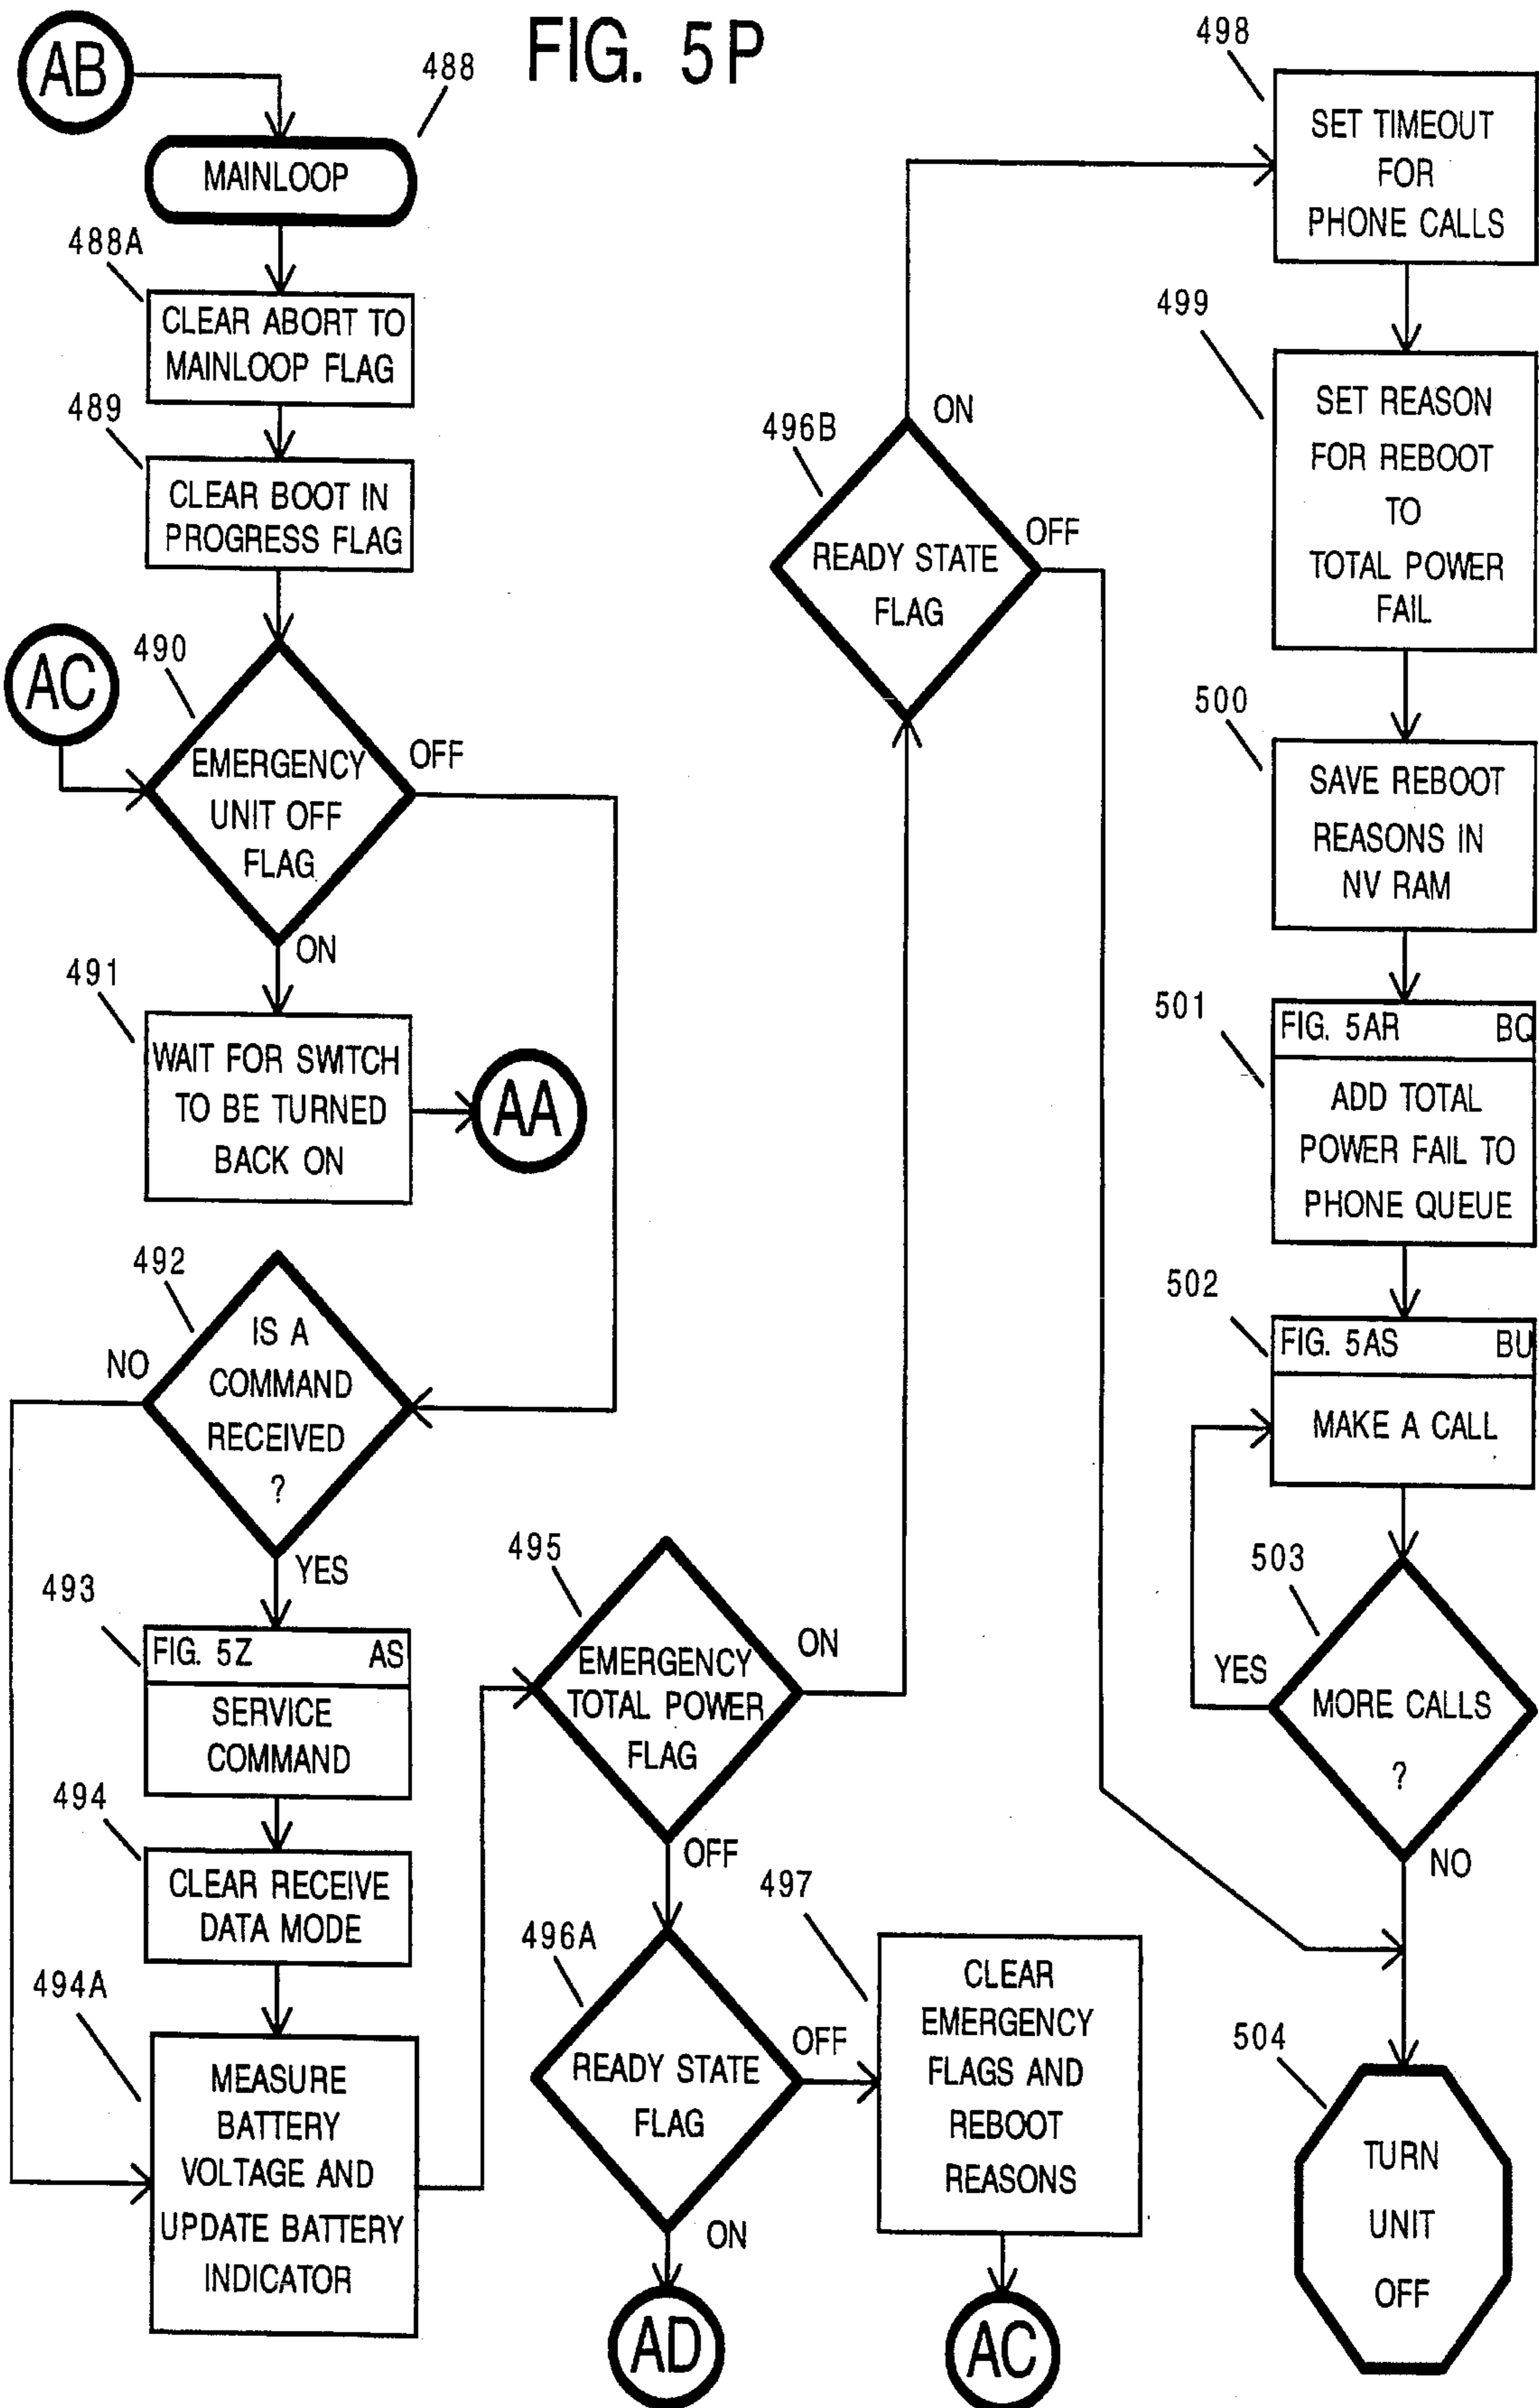 FIG. 5P
AB
488
MAINLOOP
488A
CLEAR ABORT TO
MAINLOOP FLAG
489
CLEAR BOOT IN
PROGRESS FLAG
AC
490
EMERGENCY
UNIT OFF
FLAG
OFF
ON
491
WAIT FOR SWITCH
TO BE TURNED
BACK ON
AA
492
IS A
COMMAND
RECEIVED
?
NO
YES
493
FIG. 5Z AS
SERVICE
COMMAND
494
CLEAR RECEIVE
DATA MODE
494A
MEASURE
BATTERY
VOLTAGE AND
UPDATE BATTERY
INDICATOR
495
EMERGENCY
TOTAL POWER
FLAG
ON
OFF
496A
READY STATE
FLAG
OFF
ON
AD
497
CLEAR
EMERGENCY
FLAGS AND
REBOOT
REASONS
AC
496B
READY STATE
FLAG
ON
OFF
498
SET TIMEOUT
FOR
PHONE CALLS
499
SET REASON
FOR REBOOT
TO
TOTAL POWER
FAIL
500
SAVE REBOOT
REASONS IN
NV RAM
501
FIG. 5AR BQ
ADD TOTAL
POWER FAIL TO
PHONE QUEUE
502
FIG. 5AS BU
MAKE A CALL
503
MORE CALLS
?
YES
NO
504
TURN
UNIT
OFF